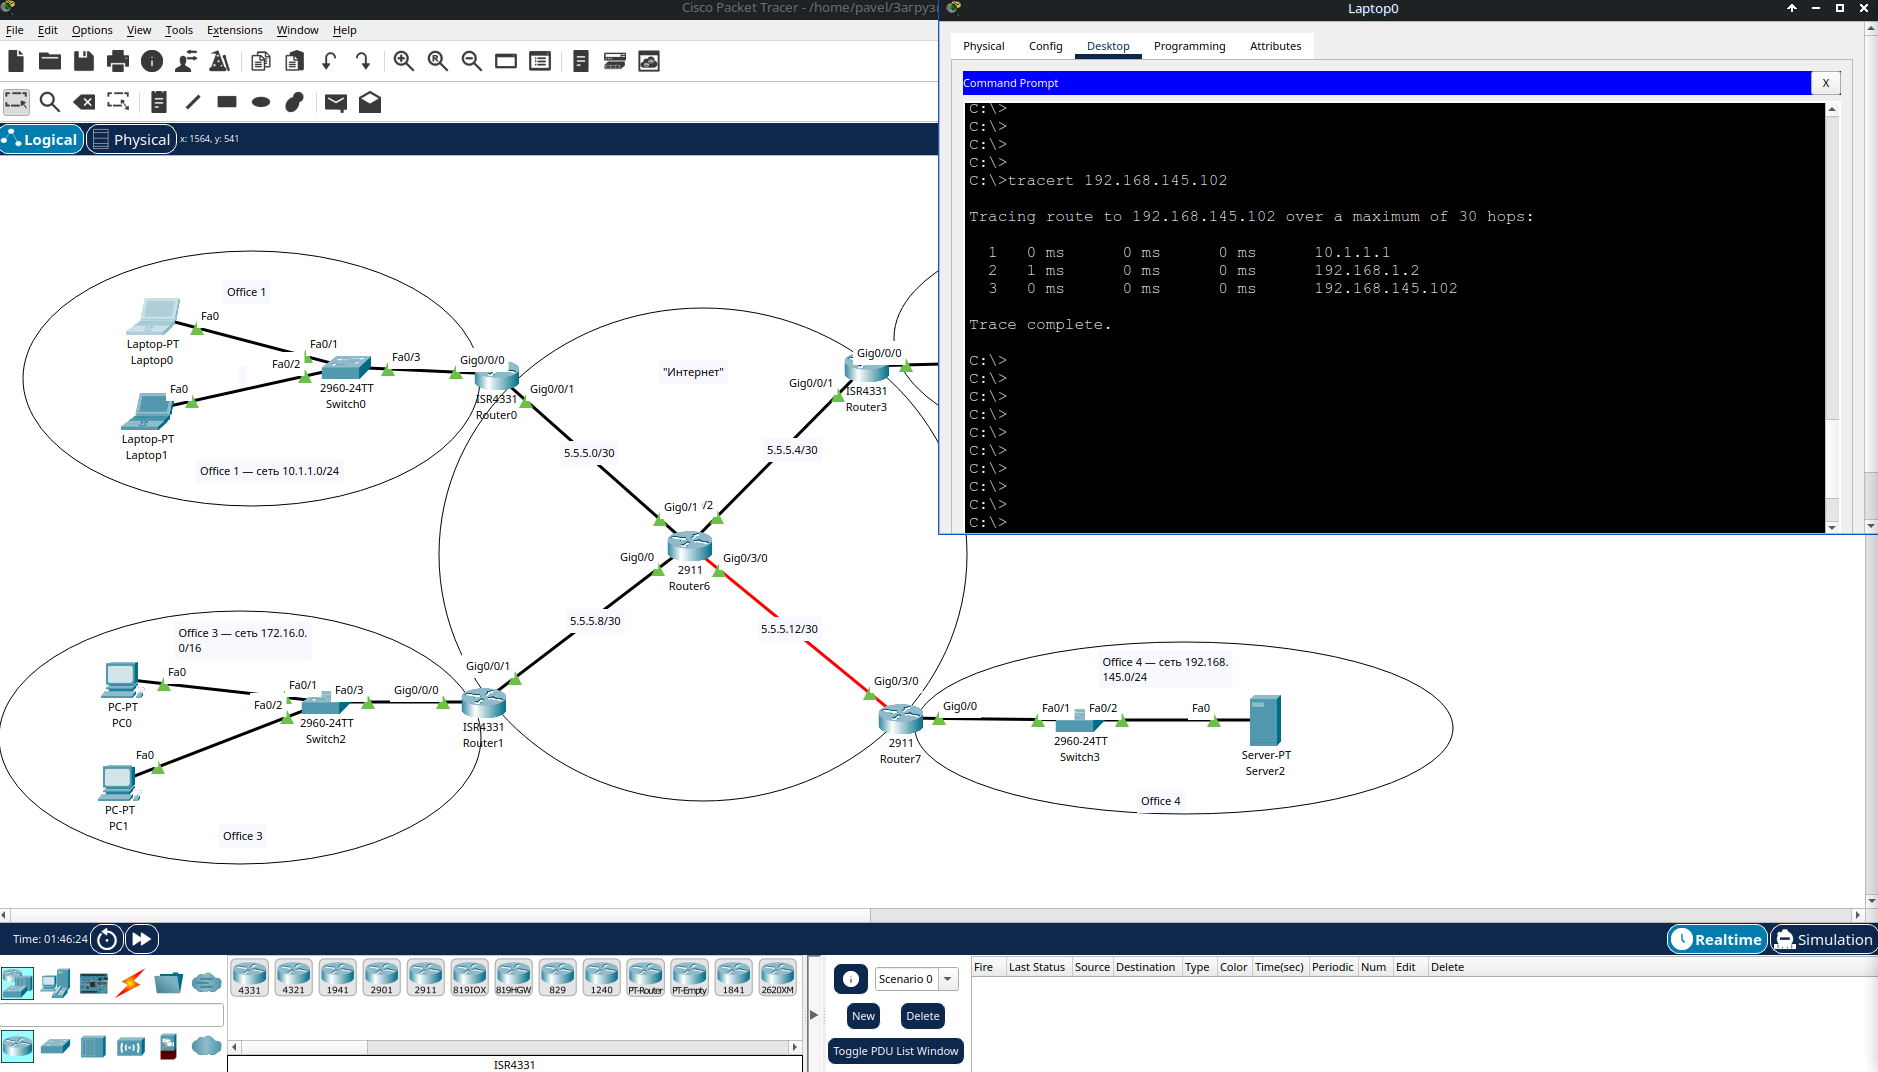 Cisco Packet Tracer - /home/pavel/Загруз
Laptop0
File Edit Options View Tools Extensions Window Help
Physical Config Desktop Programming Attributes
Command Prompt
X
Logical Physical x: 1564, y: 541
C:\>
C:\>
C:\>
C:\>
C:\>tracert 192.168.145.102
Tracing route to 192.168.145.102 over a maximum of 30 hops:
1 0 ms 0 ms 0 ms 10.1.1.1
2 1 ms 0 ms 0 ms 192.168.1.2
3 0 ms 0 ms 0 ms 192.168.145.102
Trace complete.
C:\>
C:\>
C:\>
C:\>
C:\>
C:\>
C:\>
C:\>
C:\>
C:\>
Office 1
Fa0
Laptop-PT
Laptop0
Fa0/1
Fa0/2
Fa0/3
Fa0
2960-24TT
Switch0
Laptop-PT
Laptop1
Office 1 — сеть 10.1.1.0/24
Gig0/0/0
Gig0/0/1
ISR4331
Router0
"Интернет"
Gig0/0/0
Gig0/0/1
ISR4331
Router3
5.5.5.0/30
5.5.5.4/30
Gig0/1
/2
Gig0/0
Gig0/3/0
2911
Router6
5.5.5.8/30
5.5.5.12/30
Office 3 — сеть 172.16.0.
0/16
Fa0
PC-PT
PC0
Fa0/1
Fa0/2
Fa0/3
Gig0/0/0
2960-24TT
Switch2
Fa0
PC-PT
PC1
Office 3
Gig0/0/1
ISR4331
Router1
Gig0/3/0
Gig0/0
2911
Router7
Office 4 — сеть 192.168.
145.0/24
Fa0/1
Fa0/2
Fa0
2960-24TT
Switch3
Server-PT
Server2
Office 4
Time: 01:46:24
Realtime Simulation
4331 4321 1941 2901 2911 819IOX 819HGW 829 1240 PT-Router PT-Empty 1841 2620XM
ISR4331
Scenario 0
New Delete
Toggle PDU List Window
Fire Last Status Source Destination Type Color Time(sec) Periodic Num Edit Delete